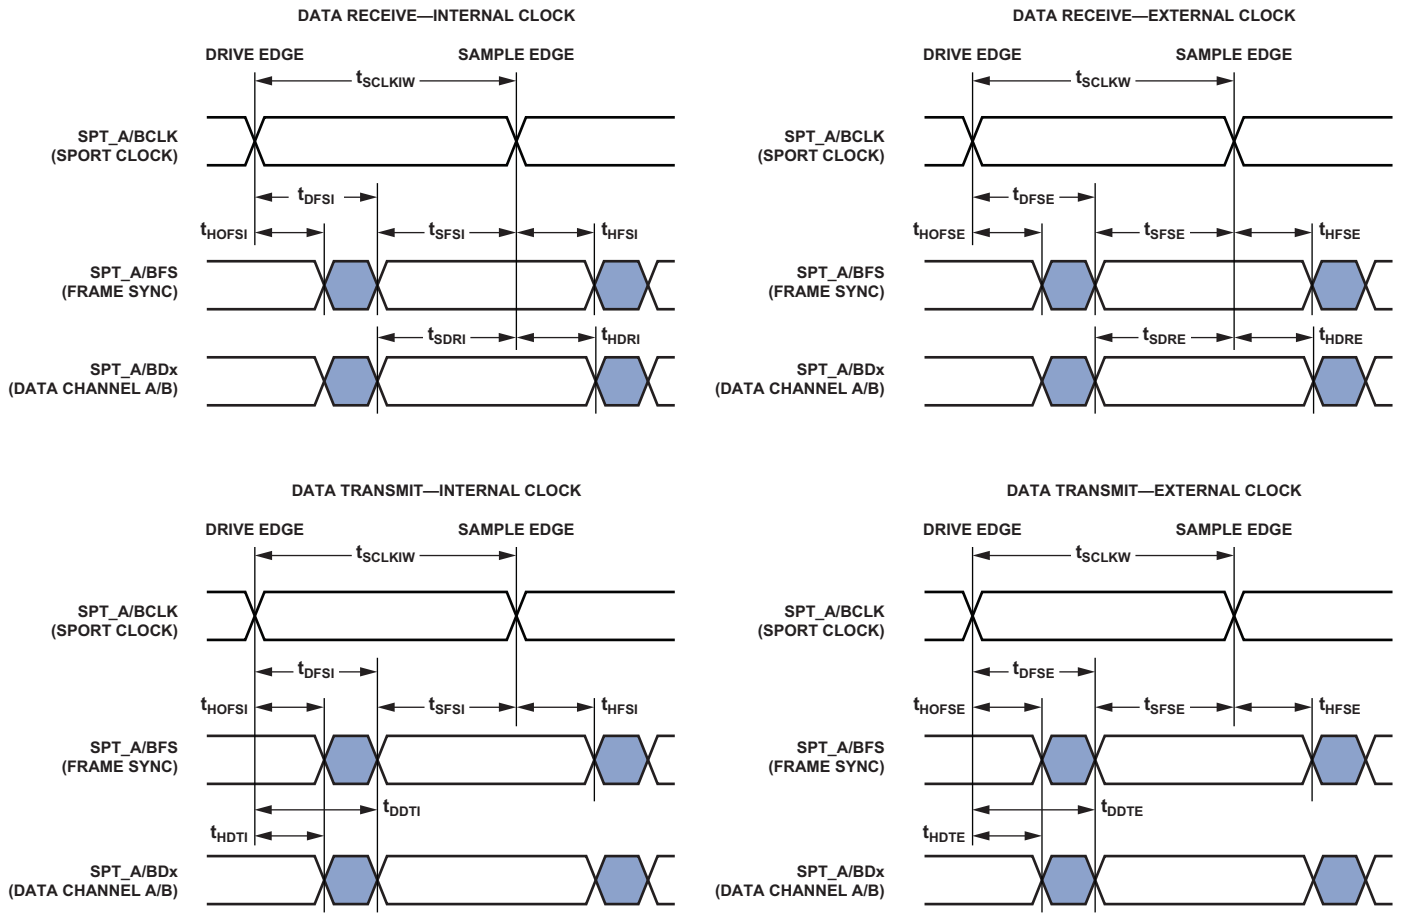 DATA RECEIVE—INTERNAL CLOCK
DRIVE EDGE
SAMPLE EDGE
tSCLKIW
SPT_A/BCLK
(SPORT CLOCK)
tDFSI
tHOFSI
tSFSI
tHFSI
SPT_A/BFS
(FRAME SYNC)
tSDRI
tHDRI
SPT_A/BDx
(DATA CHANNEL A/B)
DATA RECEIVE—EXTERNAL CLOCK
DRIVE EDGE
SAMPLE EDGE
tSCLKW
SPT_A/BCLK
(SPORT CLOCK)
tDFSE
tHOFSE
tSFSE
tHFSE
SPT_A/BFS
(FRAME SYNC)
tSDRE
tHDRE
SPT_A/BDx
(DATA CHANNEL A/B)
DATA TRANSMIT—INTERNAL CLOCK
DRIVE EDGE
SAMPLE EDGE
tSCLKIW
SPT_A/BCLK
(SPORT CLOCK)
tDFSI
tHOFSI
tSFSI
tHFSI
SPT_A/BFS
(FRAME SYNC)
tDDTI
tHDTI
SPT_A/BDx
(DATA CHANNEL A/B)
DATA TRANSMIT—EXTERNAL CLOCK
DRIVE EDGE
SAMPLE EDGE
tSCLKW
SPT_A/BCLK
(SPORT CLOCK)
tDFSE
tHOFSE
tSFSE
tHFSE
SPT_A/BFS
(FRAME SYNC)
tDDTE
tHDTE
SPT_A/BDx
(DATA CHANNEL A/B)